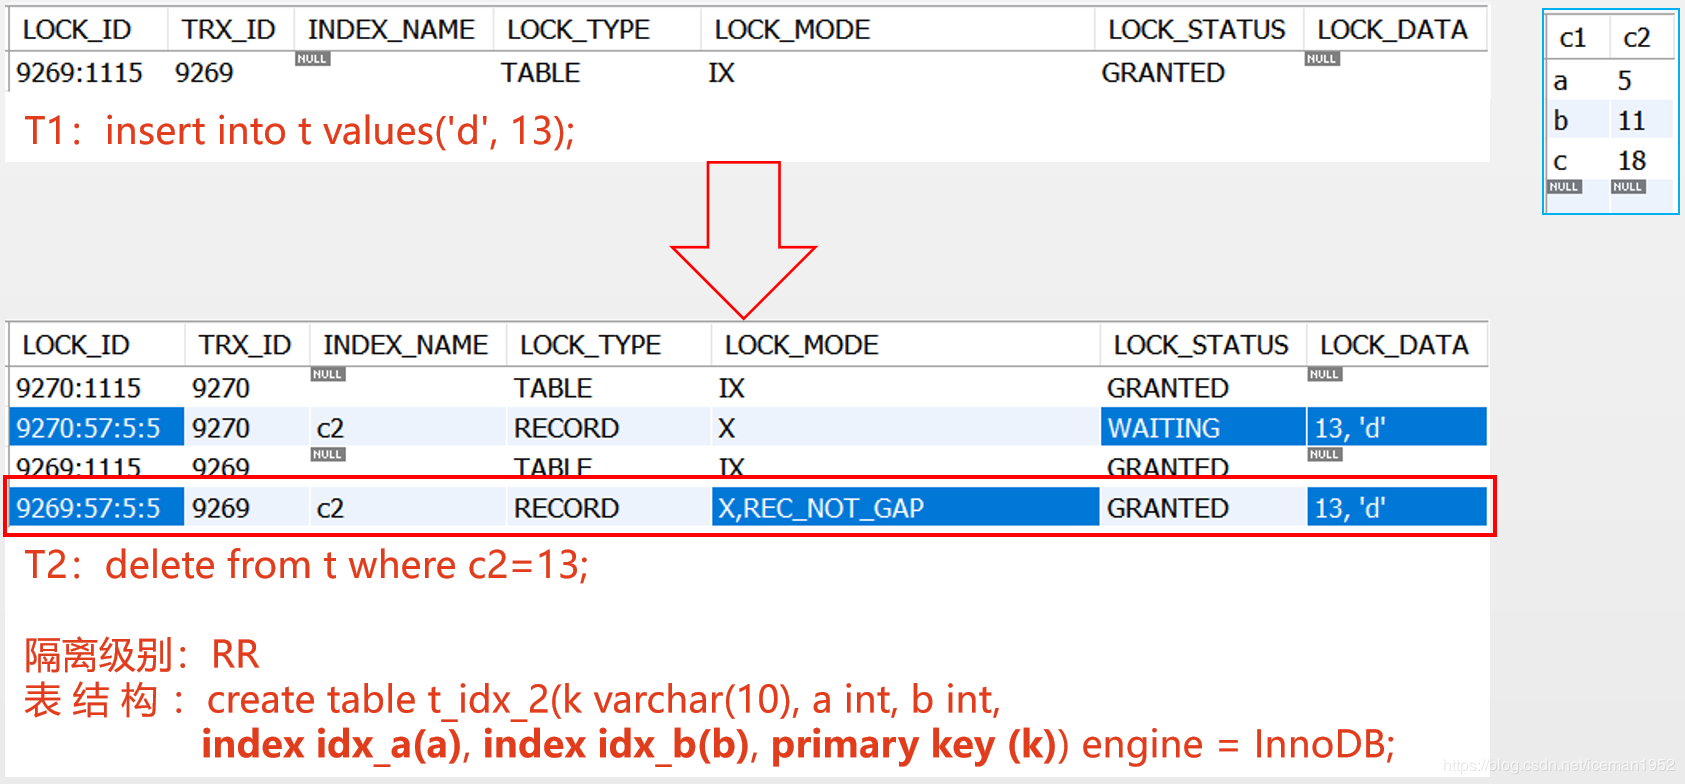 LOCK_ID TRX_ID INDEX_NAME LOCK_TYPE LOCK_MODE LOCK_STATUS LOCK_DATA
9269:1115 9269 NULL TABLE IX GRANTED NULL
T1：insert into t values('d', 13);
c1 c2
a 5
b 11
c 18
NULL NULL
LOCK_ID TRX_ID INDEX_NAME LOCK_TYPE LOCK_MODE LOCK_STATUS LOCK_DATA
9270:1115 9270 NULL TABLE IX GRANTED NULL
9270:57:5:5 9270 c2 RECORD X WAITING 13, 'd'
9269:1115 9269 NULL TABLE IX GRANTED NULL
9269:57:5:5 9269 c2 RECORD X,REC_NOT_GAP GRANTED 13, 'd'
T2：delete from t where c2=13;
隔离级别：RR
表 结 构 ：create table t_idx_2(k varchar(10), a int, b int,
index idx_a(a), index idx_b(b), primary key (k)) engine = InnoDB;
https://blog.csdn.net/iceman1952